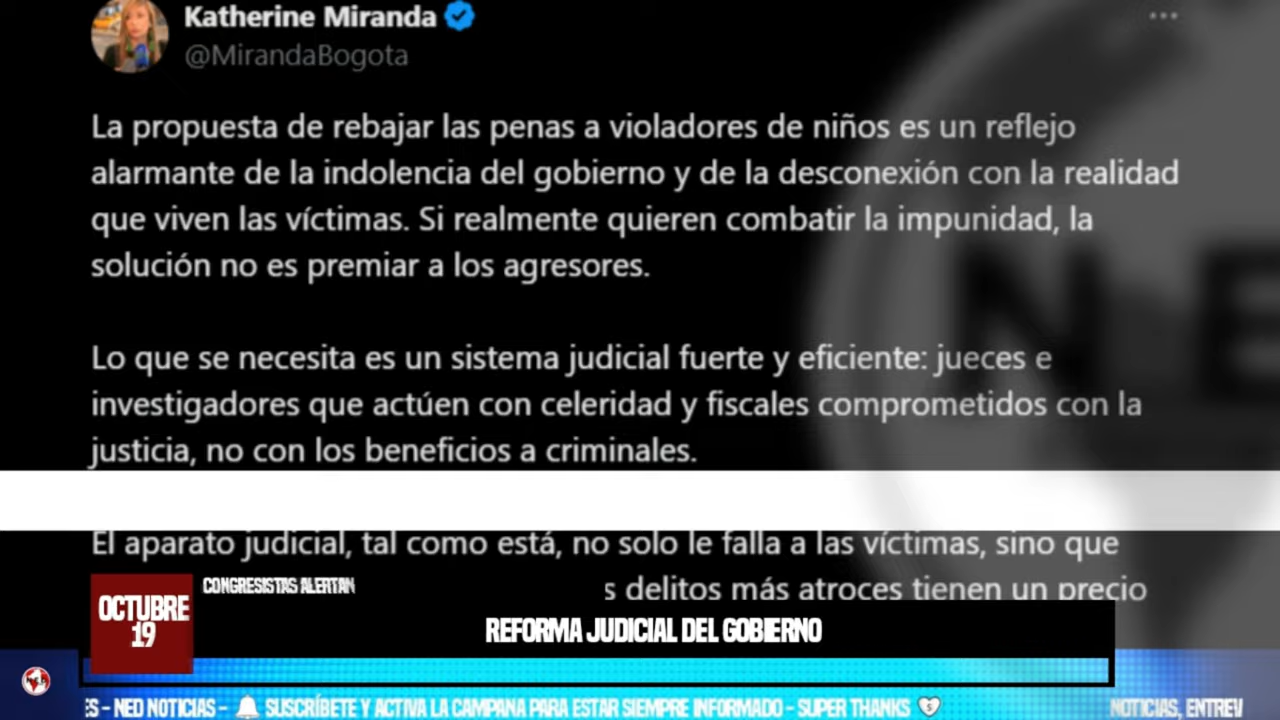 Katherine Miranda
@MirandaBogota
La propuesta de rebajar las penas a violadores de niños es un reflejo
alarmante de la indolencia del gobierno y de la desconexión con la realidad
que viven las víctimas. Si realmente quieren combatir la impunidad, la
solución no es premiar a los agresores.
Lo que se necesita es un sistema judicial fuerte y eficiente: jueces e
investigadores que actúen con celeridad y fiscales comprometidos con la
justicia, no con los beneficios a criminales.
El aparato judicial, tal como está, no solo le falla a las víctimas, sino que
s delitos más atroces tienen un precio
NE
OCTUBRE
19
CONGRESISTAS ALERTAN
REFORMA JUDICIAL DEL GOBIERNO
ES - NED NOTICIAS - SUSCRÍBETE Y ACTIVA LA CAMPANA PARA ESTAR SIEMPRE INFORMADO - SUPER THANKS NOTICIAS, ENTREV